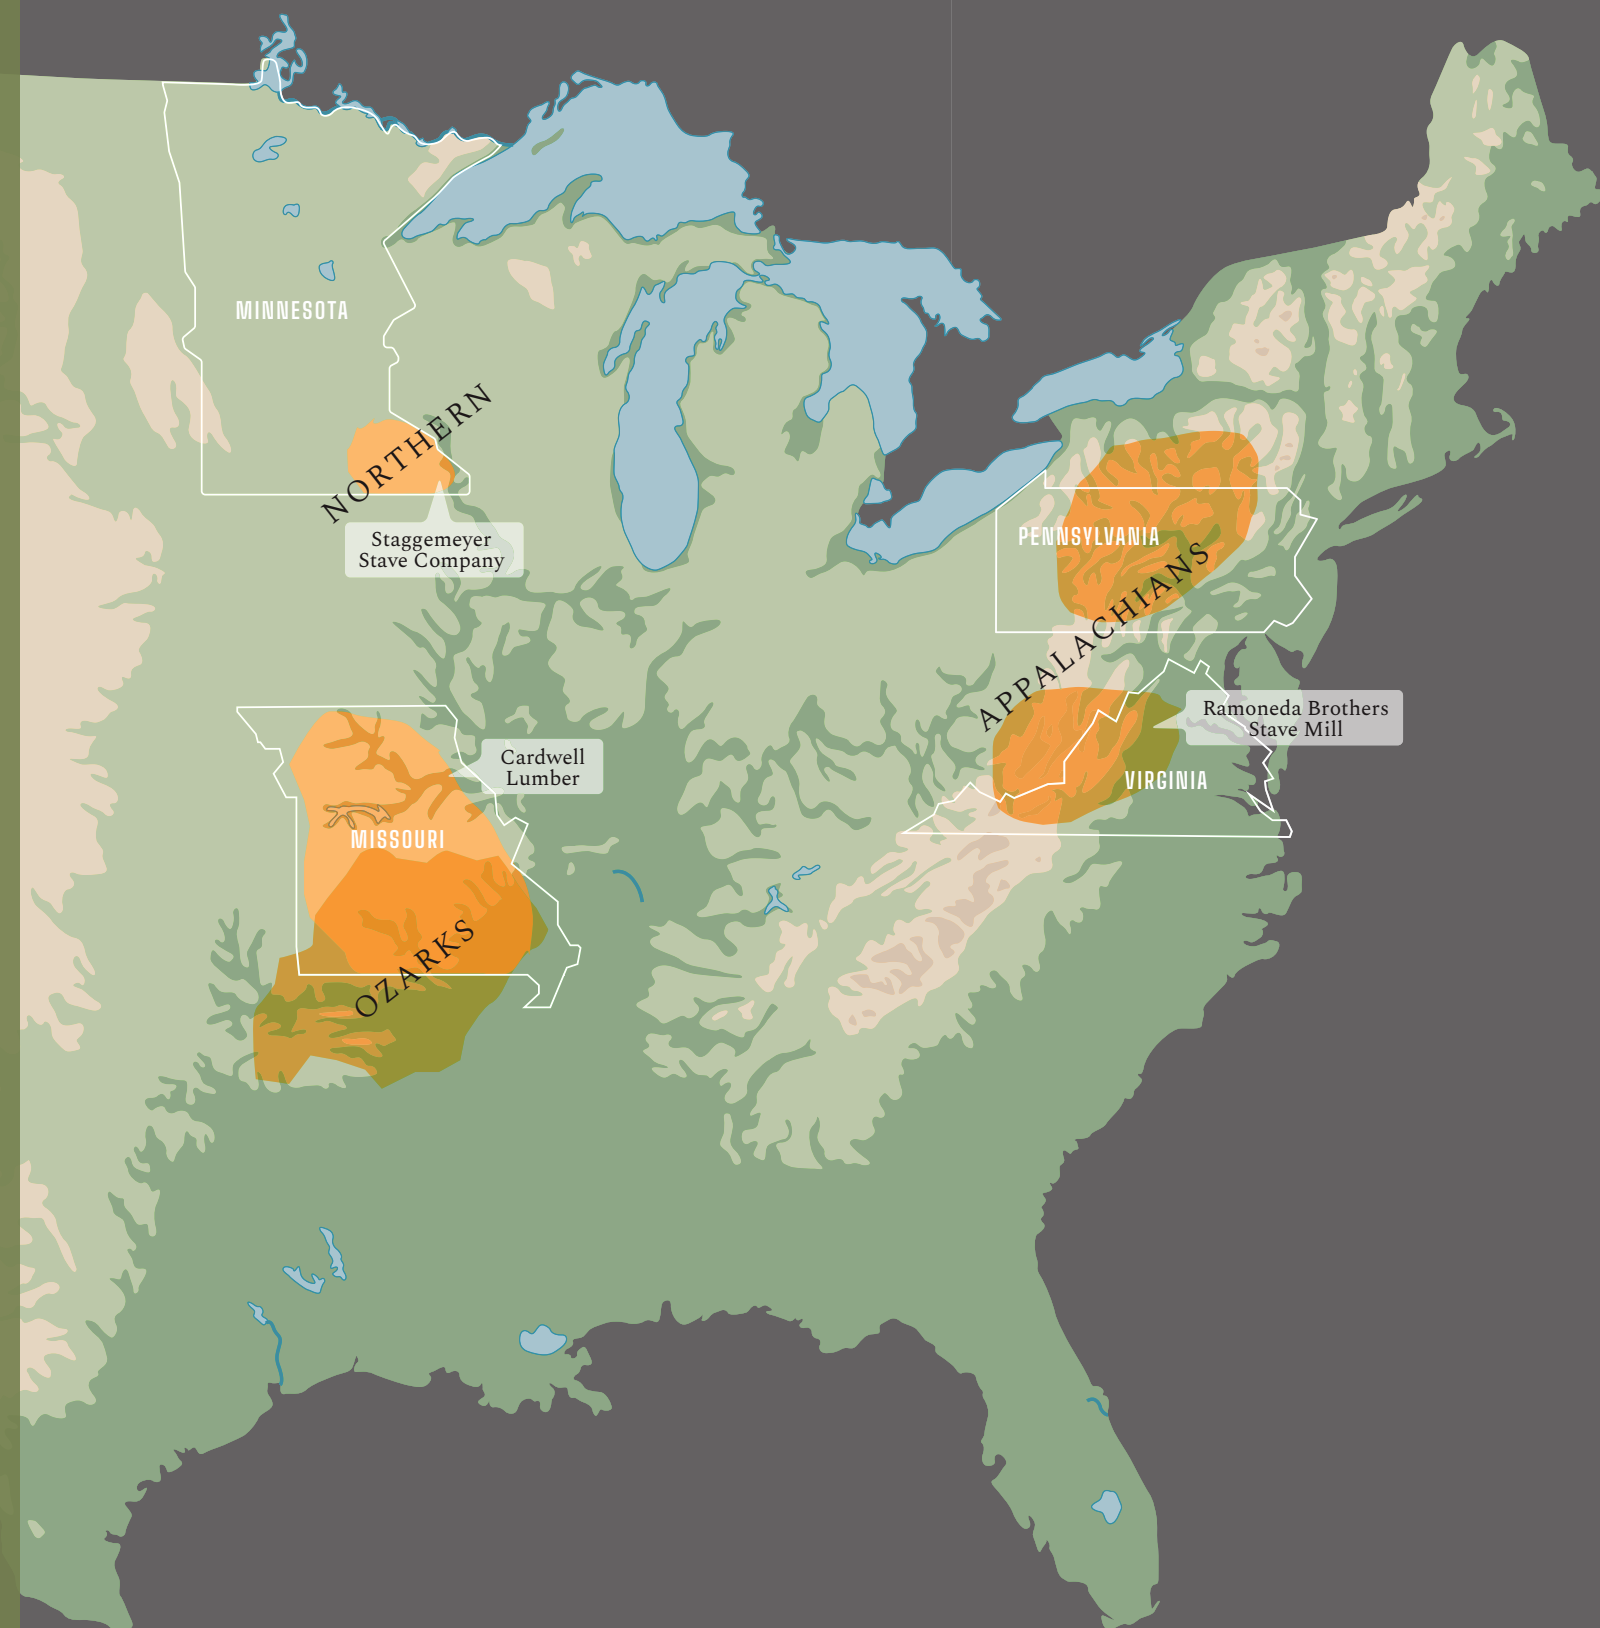 MINNESOTA
NORTHERN
Staggemeyer
Stave Company
PENNSYLVANIA
APPALACHIANS
Ramoneda Brothers
Stave Mill
VIRGINIA
Cardwell
Lumber
MISSOURI
OZARKS